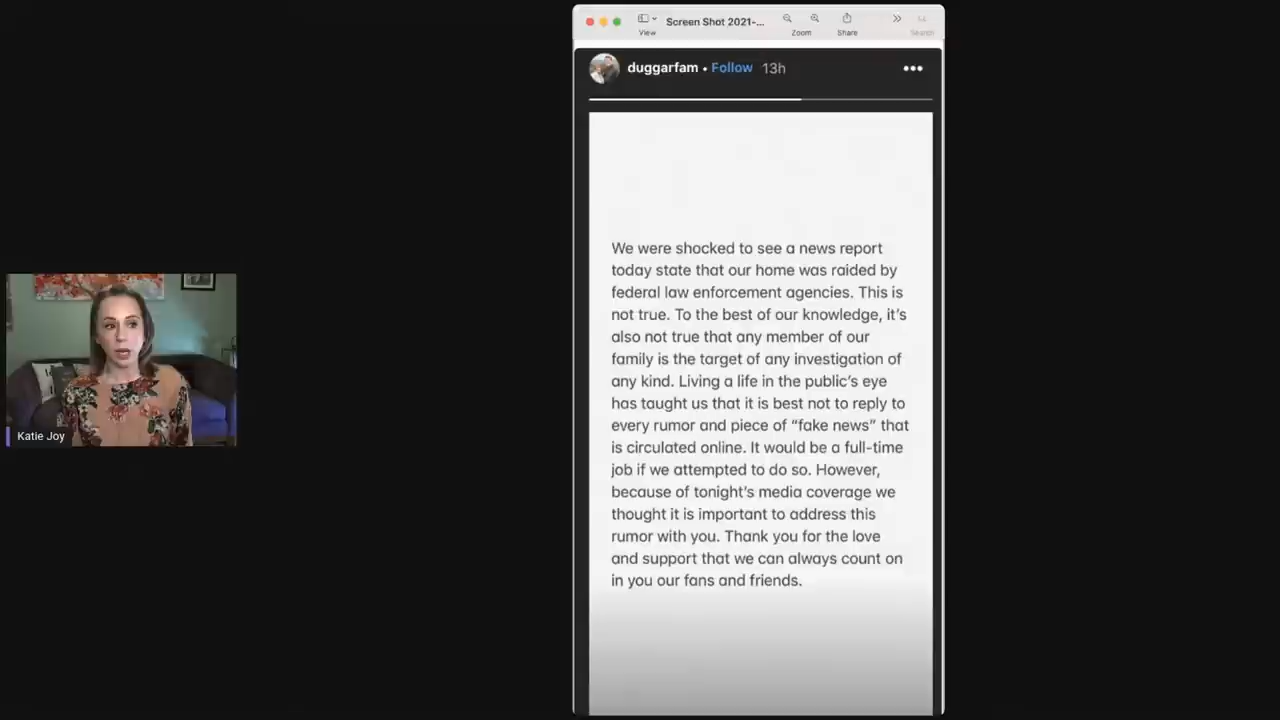 Screen Shot 2021-...
View
Zoom
Share
Search
duggarfam • Follow 13h
We were shocked to see a news report
today state that our home was raided by
federal law enforcement agencies. This is
not true. To the best of our knowledge, it's
also not true that any member of our
family is the target of any investigation of
any kind. Living a life in the public's eye
has taught us that it is best not to reply to
every rumor and piece of “fake news” that
is circulated online. It would be a full-time
job if we attempted to do so. However,
because of tonight's media coverage we
thought it is important to address this
rumor with you. Thank you for the love
and support that we can always count on
in you our fans and friends.
Katie Joy